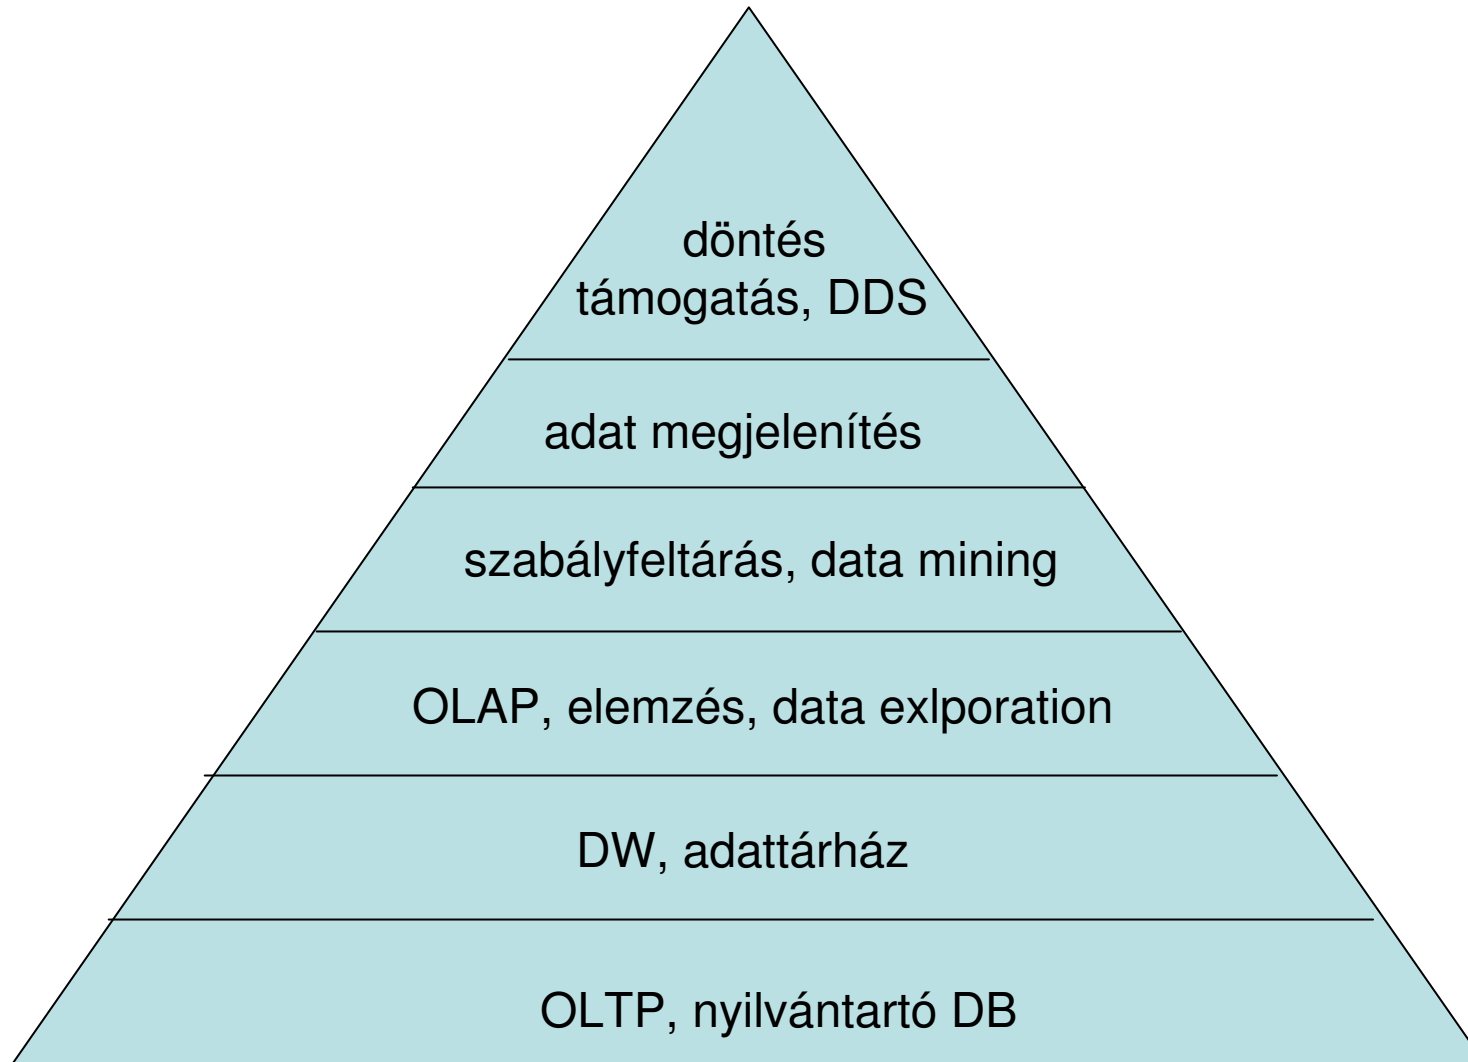 döntés
támogatás, DDS
adat megjelenítés
szabályfeltárás, data mining
OLAP, elemzés, data exlporation
DW, adattárház
OLTP, nyilvántartó DB